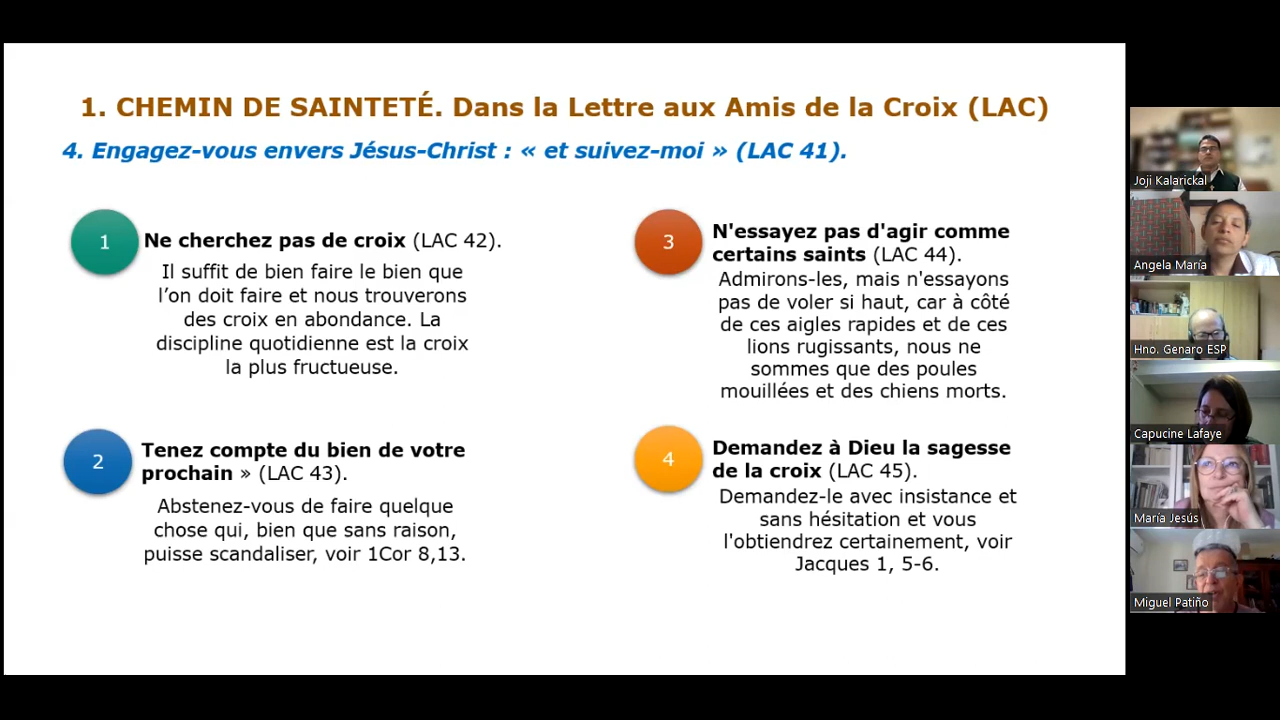 1. CHEMIN DE SAINTETÉ. Dans la Lettre aux Amis de la Croix (LAC)
4. Engagez-vous envers Jésus-Christ : « et suivez-moi » (LAC 41).
1
Ne cherchez pas de croix (LAC 42).
Il suffit de bien faire le bien que
l’on doit faire et nous trouverons
des croix en abondance. La
discipline quotidienne est la croix
la plus fructueuse.
2
Tenez compte du bien de votre
prochain » (LAC 43).
Abstenez-vous de faire quelque
chose qui, bien que sans raison,
puisse scandaliser, voir 1Cor 8,13.
3
N'essayez pas d'agir comme
certains saints (LAC 44).
Admirons-les, mais n'essayons
pas de voler si haut, car à côté
de ces aigles rapides et de ces
lions rugissants, nous ne
sommes que des poules
mouillées et des chiens morts.
4
Demandez à Dieu la sagesse
de la croix (LAC 45).
Demandez-le avec insistance et
sans hésitation et vous
l'obtiendrez certainement, voir
Jacques 1, 5-6.
Joji Kalarickal
Angela María
Hno. Genaro ESP
Capucine Lafaye
María Jesús
Miguel Patiño